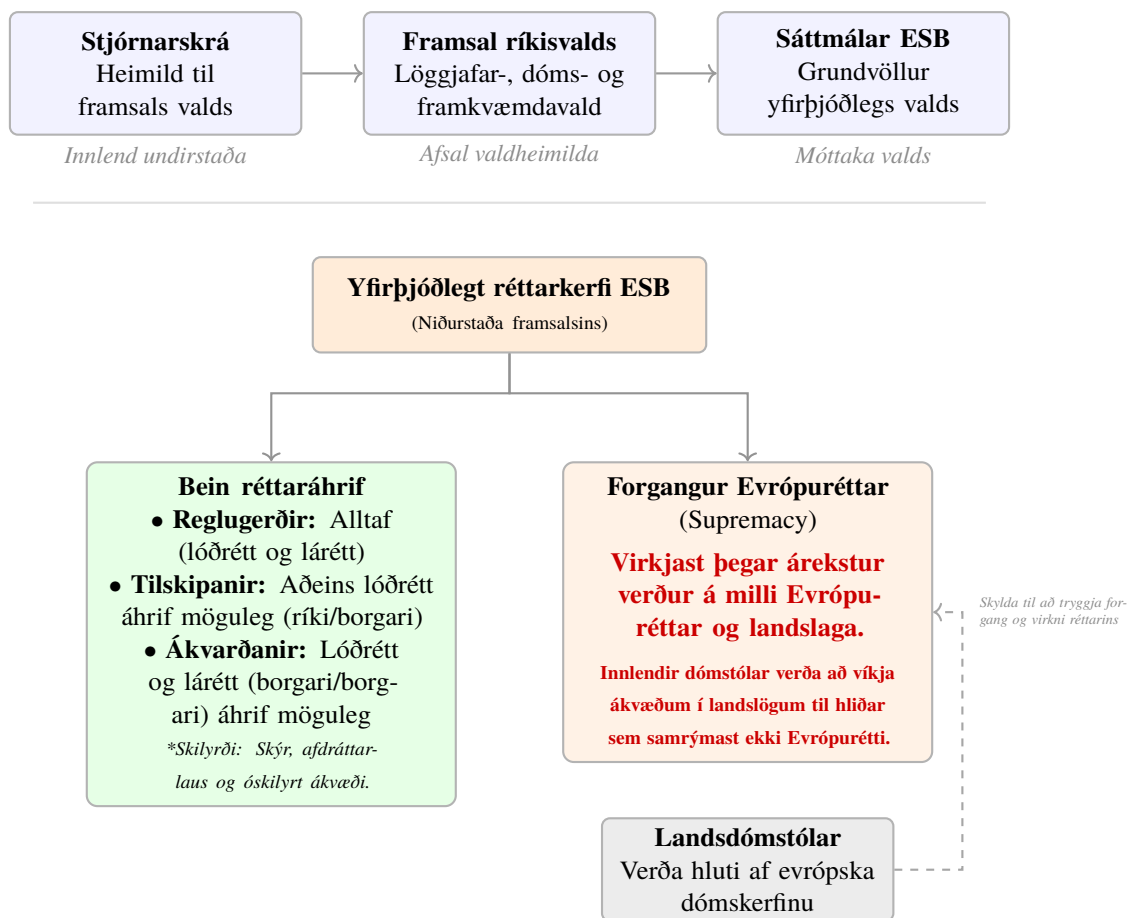 Stjórnarskrá
Heimild til
framsals valds
Framsal ríkisvalds
Löggjafar-, dóms- og
framkvæmdavald
Sáttmálar ESB
Grundvöllur
yfirþjóðlegs valds
Innlend undirstaða
Afsal valdheimilda
Móttaka valds
Yfirþjóðlegt réttarkerfi ESB
(Niðurstaða framsalsins)
Bein réttaráhrif
• Reglugerðir: Alltaf
(lóðrétt og lárétt)
• Tilskipanir: Aðeins lóðrétt
áhrif möguleg (ríki/borgari)
• Ákvarðanir: Lóðrétt
og lárétt (borgari/borg-
ari) áhrif möguleg
*Skilyrði: Skýr, afdráttar-
laus og óskilyrt ákvæði.
Forgangur Evrópuréttar
(Supremacy)
Virkjast þegar árekstur
verður á milli Evrópu-
réttar og landslaga.
Innlendir dómstólar verða að víkja
ákvæðum í landslögum til hliðar
sem samrýmast ekki Evrópurétti.
Skylda til að tryggja for-
gang og virkni réttarins
Landsdómstólar
Verða hluti af evrópska
dómskerfinu